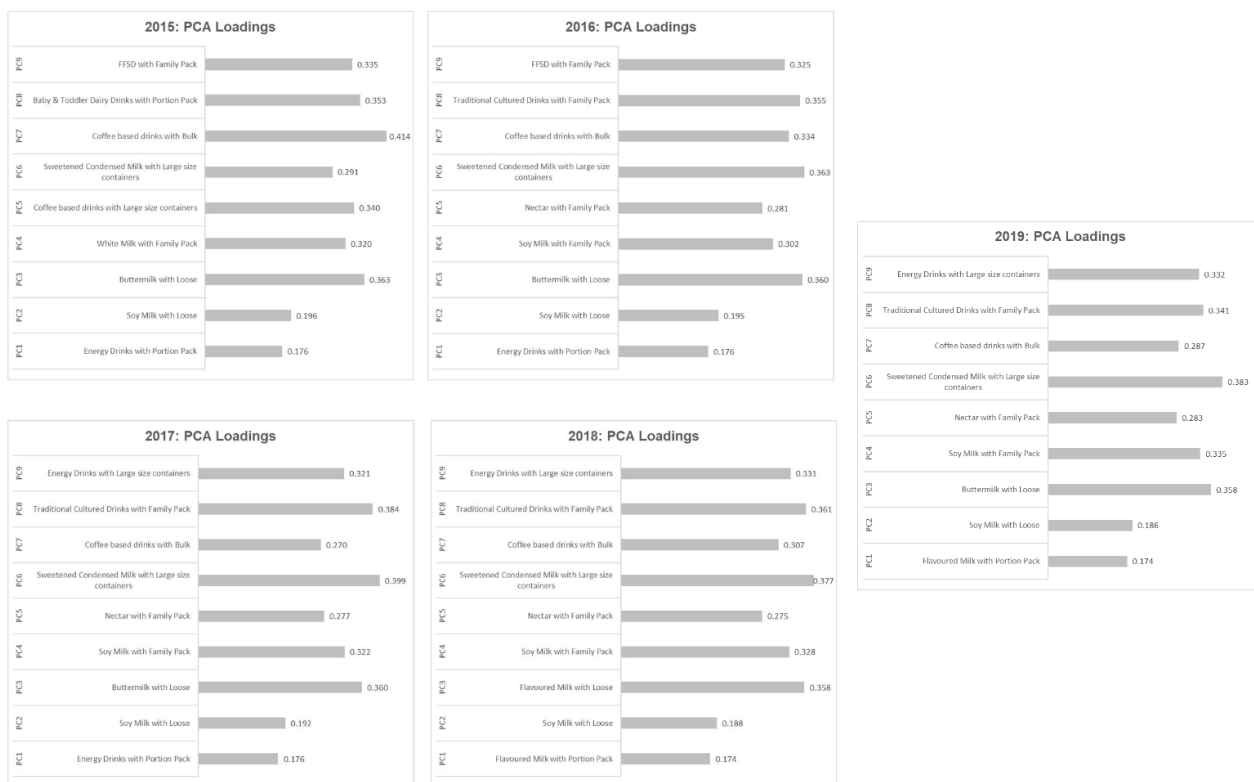 2015: PCA Loadings
PC9 FFSD with Family Pack 0.335
PC8 Baby & Toddler Dairy Drinks with Portion Pack 0.353
PC7 Coffee based drinks with Bulk 0.414
PC6 Sweetened Condensed Milk with Large size
containers 0.291
PC5 Coffee based drinks with Large size containers 0.340
PC4 White Milk with Family Pack 0.320
PC3 Buttermilk with Loose 0.363
PC2 Soy Milk with Loose 0.196
PC1 Energy Drinks with Portion Pack 0.176
2016: PCA Loadings
PC9 FFSD with Family Pack 0.325
PC8 Traditional Cultured Drinks with Family Pack 0.355
PC7 Coffee based drinks with Bulk 0.334
PC6 Sweetened Condensed Milk with Large size
containers 0.363
PC5 Nectar with Family Pack 0.281
PC4 Soy Milk with Family Pack 0.302
PC3 Buttermilk with Loose 0.360
PC2 Soy Milk with Loose 0.195
PC1 Energy Drinks with Portion Pack 0.176
2019: PCA Loadings
PC9 Energy Drinks with Large size containers 0.332
PC8 Traditional Cultured Drinks with Family Pack 0.341
PC7 Coffee based drinks with Bulk 0.287
PC6 Sweetened Condensed Milk with Large size
containers 0.383
PC5 Nectar with Family Pack 0.283
PC4 Soy Milk with Family Pack 0.335
PC3 Buttermilk with Loose 0.358
PC2 Soy Milk with Loose 0.186
PC1 Flavoured Milk with Portion Pack 0.174
2017: PCA Loadings
PC9 Energy Drinks with Large size containers 0.321
PC8 Traditional Cultured Drinks with Family Pack 0.384
PC7 Coffee based drinks with Bulk 0.270
PC6 Sweetened Condensed Milk with Large size
containers 0.399
PC5 Nectar with Family Pack 0.277
PC4 Soy Milk with Family Pack 0.322
PC3 Buttermilk with Loose 0.360
PC2 Soy Milk with Loose 0.192
PC1 Energy Drinks with Portion Pack 0.176
2018: PCA Loadings
PC9 Energy Drinks with Large size containers 0.331
PC8 Traditional Cultured Drinks with Family Pack 0.361
PC7 Coffee based drinks with Bulk 0.307
PC6 Sweetened Condensed Milk with Large size
containers 0.377
PC5 Nectar with Family Pack 0.275
PC4 Soy Milk with Family Pack 0.328
PC3 Flavoured Milk with Loose 0.358
PC2 Soy Milk with Loose 0.188
PC1 Flavoured Milk with Portion Pack 0.174